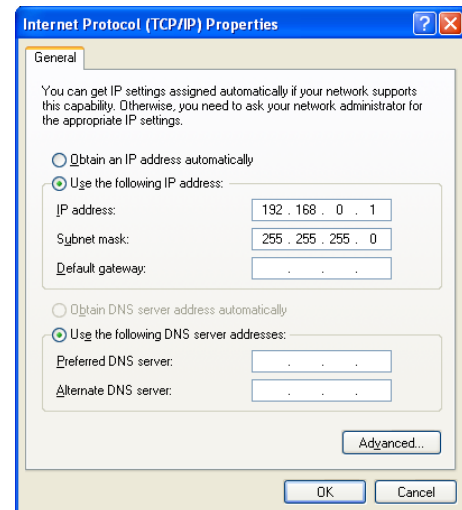 Internet Protocol (TCP/IP) Properties
General
You can get IP settings assigned automatically if your network supports
this capability. Otherwise, you need to ask your network administrator for
the appropriate IP settings.
Obtain an IP address automatically
Use the following IP address:
IP address: 192 . 168 . 0 . 1
Subnet mask: 255 . 255 . 255 . 0
Default gateway: . . .
Obtain DNS server address automatically
Use the following DNS server addresses:
Preferred DNS server: . . .
Alternate DNS server: . . .
Advanced...
OK Cancel